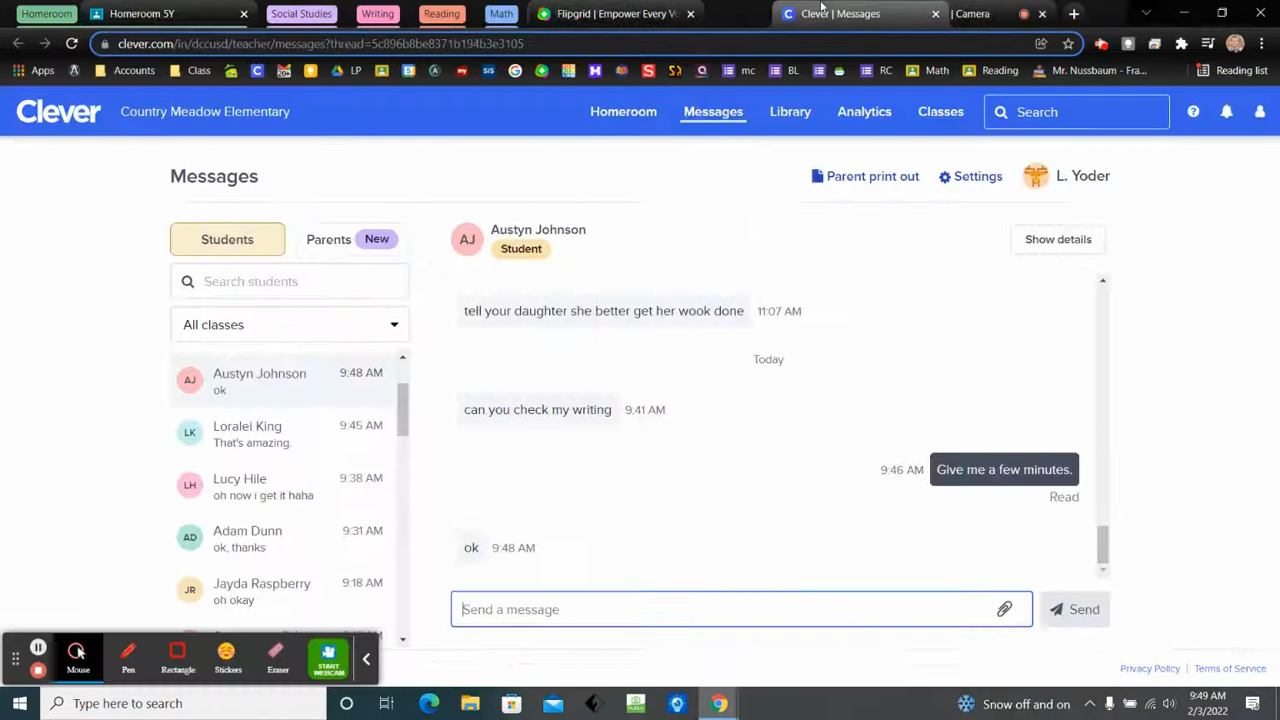 Homeroom
Homeroom 5Y
Social Studies
Writing
Reading
Math
Flipgrid | Empower Every Vo
Clever | Messages
Camera
clever.com/in/dccusd/teacher/messages?thread=5c896b8be8371b194b3e3105
Apps
Accounts
Class
LP
mc
BL
RC
Math
Reading
Mr. Nussbaum - Fra...
Reading list
Clever
Country Meadow Elementary
Homeroom
Messages
Library
Analytics
Classes
Search
Messages
Parent print out
Settings
L. Yoder
Students
Parents New
Search students
All classes
AJ Austyn Johnson 9:48 AM
ok
LK Loralei King 9:45 AM
That's amazing.
LH Lucy Hile 9:38 AM
oh now i get it haha
AD Adam Dunn 9:31 AM
ok, thanks
JR Jayda Raspberry 9:18 AM
oh okay
AJ Austyn Johnson
Student
Show details
tell your daughter she better get her wook done 11:07 AM
Today
can you check my writing 9:41 AM
9:46 AM Give me a few minutes.
Read
ok 9:48 AM
Send a message
Send
Mouse
Pen
Rectangle
Stickers
Eraser
START
WEBCAM
Privacy Policy | Terms of Service
Type here to search
Snow off and on
9:49 AM
2/3/2022